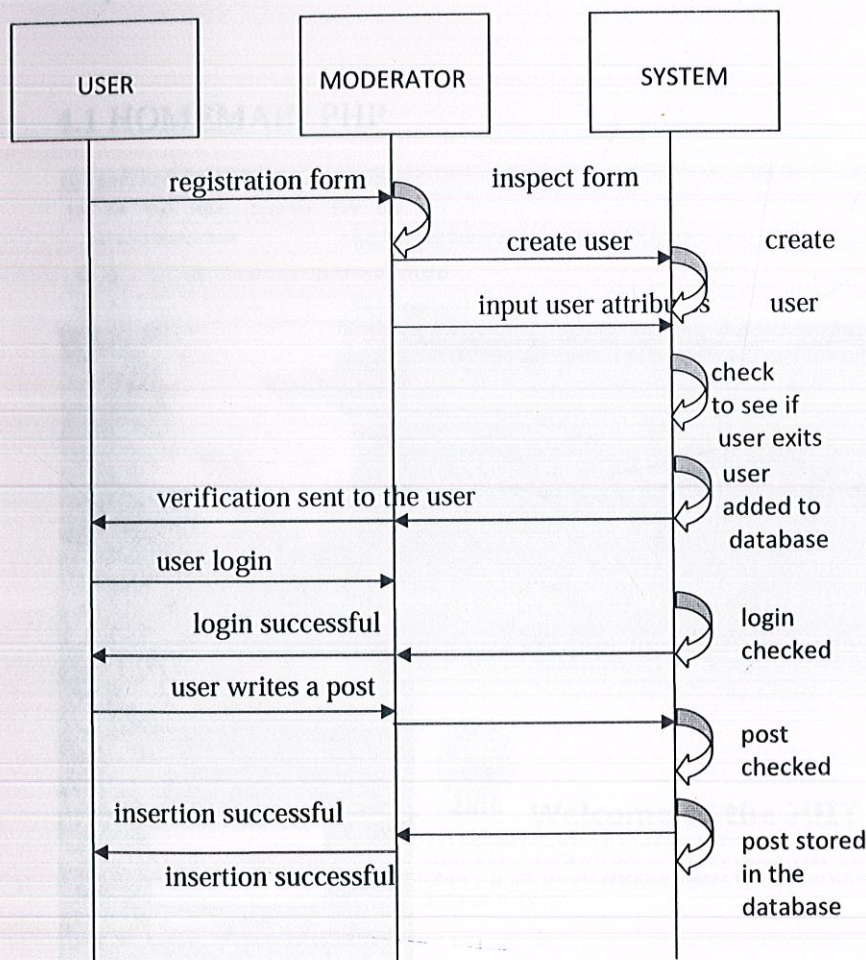 USER
MODERATOR
SYSTEM
registration form
inspect form
create user
create
user
input user attributes
check
to see if
user exits
user
added to
database
verification sent to the user
user login
login successful
login
checked
user writes a post
post
checked
insertion successful
insertion successful
post stored
in the
database